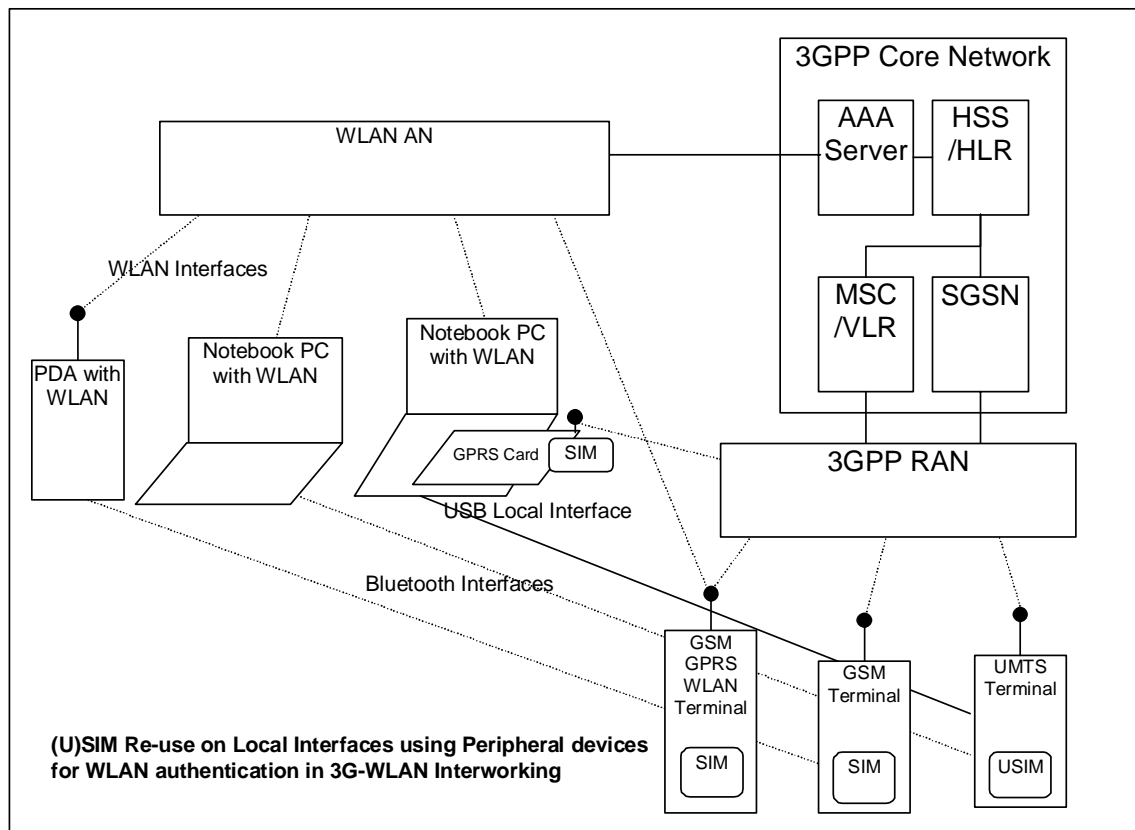 3GPP Core Network
AAA
Server
HSS
/HLR
WLAN AN
MSC
/VLR
SGSN
WLAN Interfaces
PDA with
WLAN
Notebook PC
with WLAN
Notebook PC
with WLAN
GPRS Card
SIM
3GPP RAN
USB Local Interface
Bluetooth Interfaces
GSM
GPRS
WLAN
Terminal
SIM
GSM
Terminal
SIM
UMTS
Terminal
USIM
(U)SIM Re-use on Local Interfaces using Peripheral devices
for WLAN authentication in 3G-WLAN Interworking